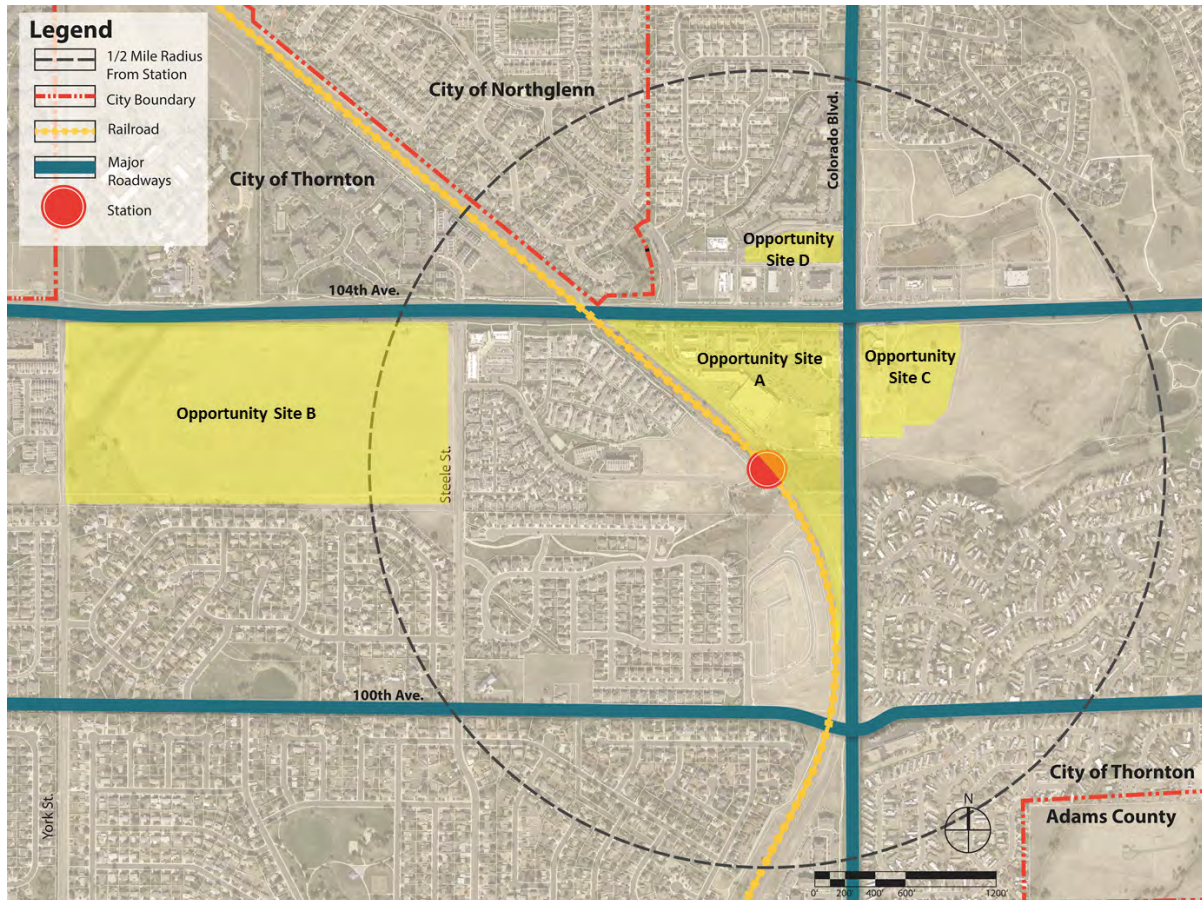 Legend
1/2 Mile Radius
From Station
City Boundary
Railroad
Major
Roadways
Station
City of Northglenn
City of Thornton
Colorado Blvd.
Opportunity
Site D
104th Ave.
Opportunity Site
A
Opportunity
Site C
Opportunity Site B
Steele St.
100th Ave.
York St.
City of Thornton
Adams County
N
0' 200' 400' 600' 1200'